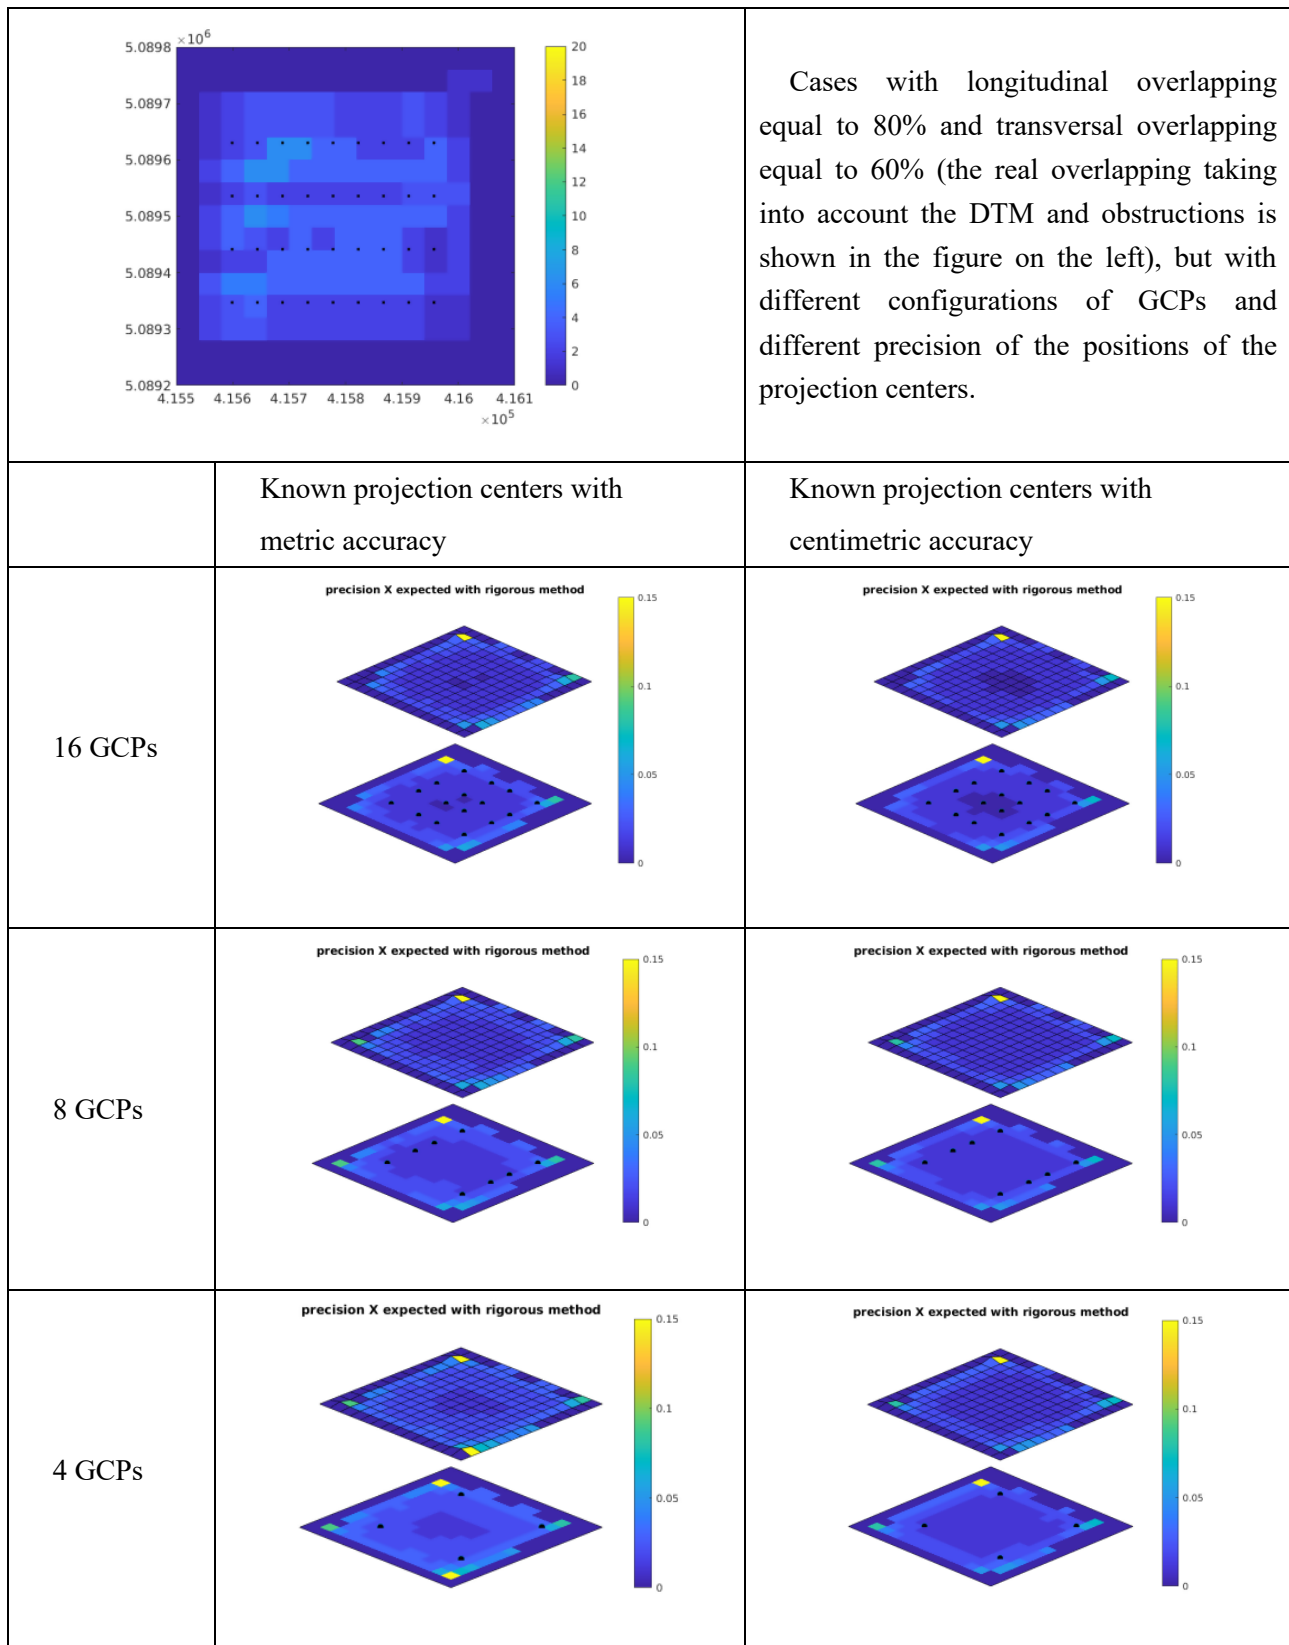 ×10⁶
5.0898
5.0897
5.0896
5.0895
5.0894
5.0893
5.0892
4.155 4.156 4.157 4.158 4.159 4.16 4.161
×10⁵
20
18
16
14
12
10
8
6
4
2
0
Cases with longitudinal overlapping
equal to 80% and transversal overlapping
equal to 60% (the real overlapping taking
into account the DTM and obstructions is
shown in the figure on the left), but with
different configurations of GCPs and
different precision of the positions of the
projection centers.
Known projection centers with
metric accuracy
Known projection centers with
centimetric accuracy
16 GCPs
precision X expected with rigorous method
0.15
0.1
0.05
0
precision X expected with rigorous method
0.15
0.1
0.05
0
8 GCPs
precision X expected with rigorous method
0.15
0.1
0.05
0
precision X expected with rigorous method
0.15
0.1
0.05
0
4 GCPs
precision X expected with rigorous method
0.15
0.1
0.05
0
precision X expected with rigorous method
0.15
0.1
0.05
0